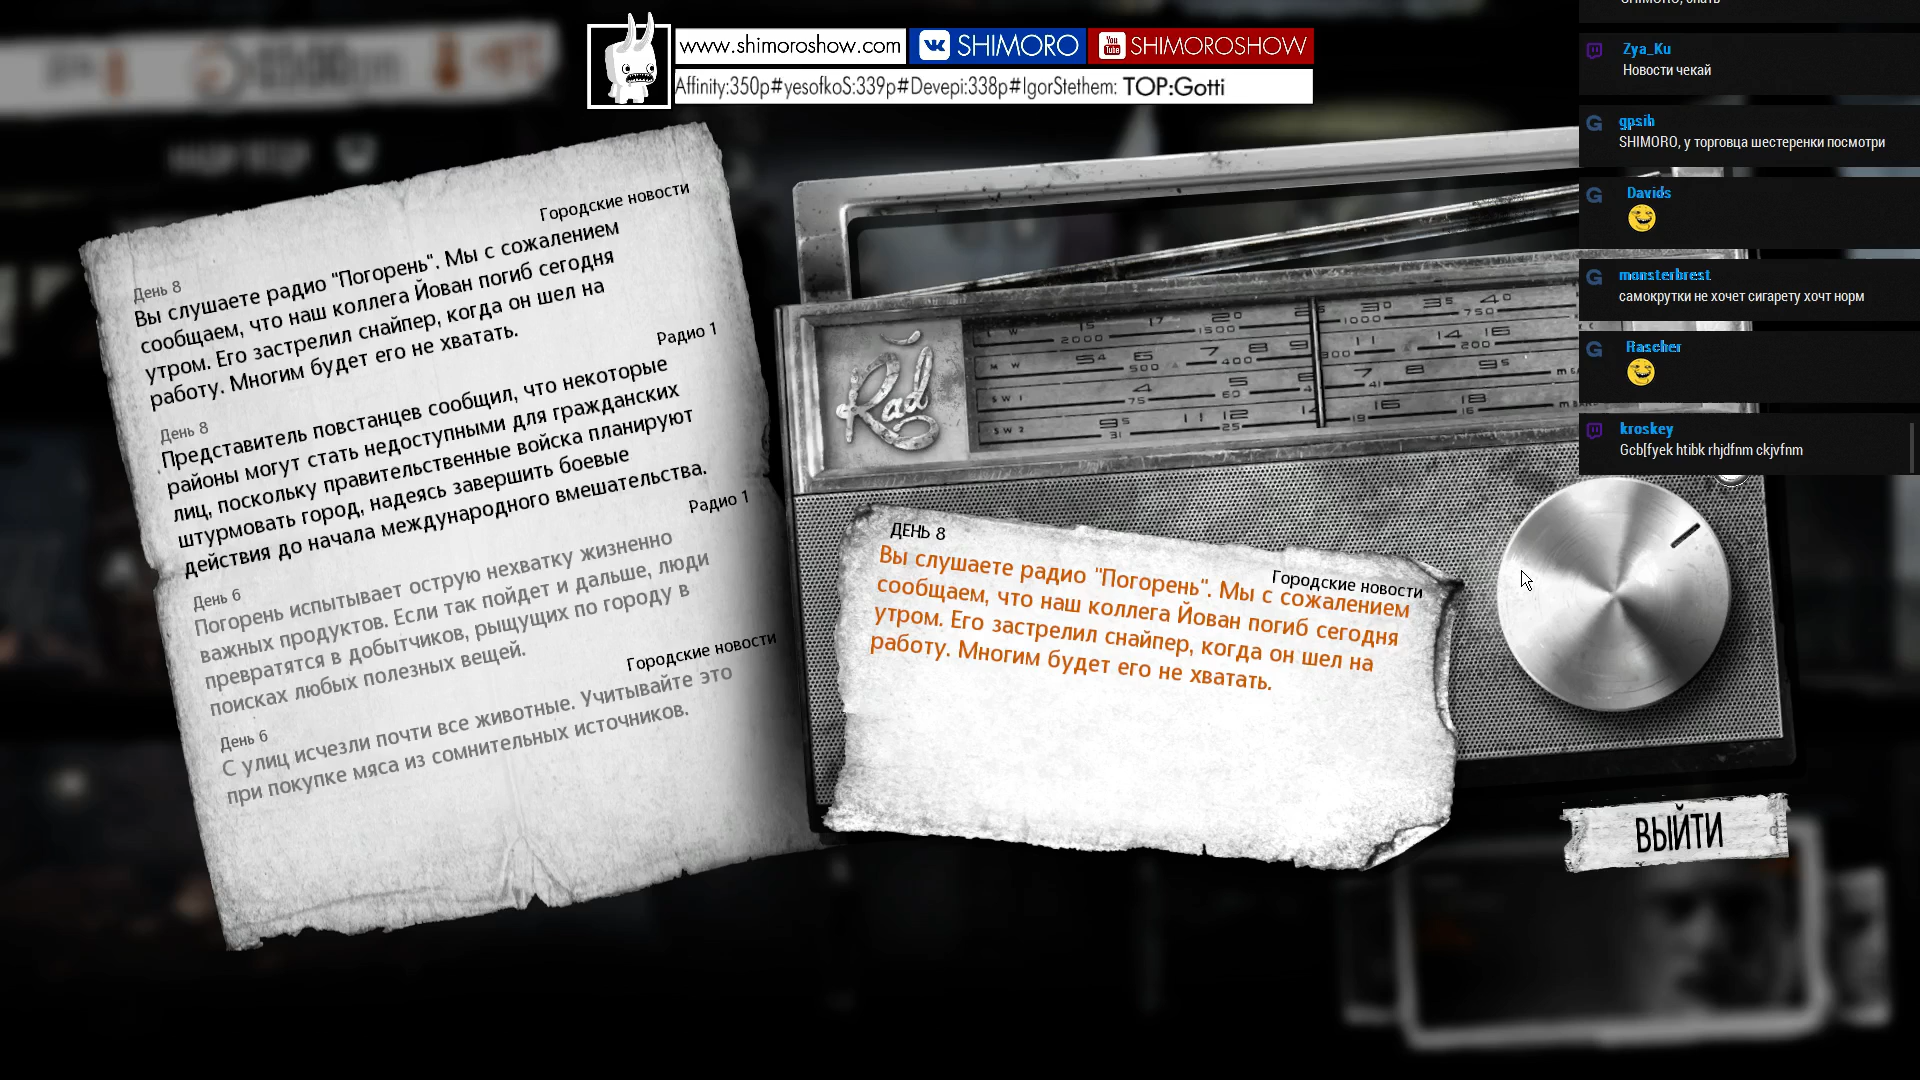 www.shimoroshow.com
SHIMORO
You Tube
SHIMOROSHOW
Affinity:350p#yesofkoS:339p#Devepi:338p#IgorStethem: TOP:Gotti
Городские новости
День 8
Вы слушаете радио "Погорень". Мы с сожалением
сообщаем, что наш коллега Йован погиб сегодня
утром. Его застрелил снайпер, когда он шел на
работу. Многим будет его не хватать.
Радио 1
День 8
Представитель повстанцев сообщил, что некоторые
районы могут стать недоступными для гражданских
лиц, поскольку правительственные войска планируют
штурмовать город, надеясь завершить боевые
действия до начала международного вмешательства.
Радио 1
День 6
Погорень испытывает острую нехватку жизненно
важных продуктов. Если так пойдет и дальше, люди
превратятся в добытчиков, рыщущих по городу в
поисках любых полезных вещей.
Городские новости
День 6
С улиц исчезли почти все животные. Учитывайте это
при покупке мяса из сомнительных источников.
Rad
ДЕНЬ 8
Городские новости
Вы слушаете радио "Погорень". Мы с сожалением
сообщаем, что наш коллега Йован погиб сегодня
утром. Его застрелил снайпер, когда он шел на
работу. Многим будет его не хватать.
ВЫЙТИ
Zya_Ku
Новости чекай
gpsih
SHIMORO, у торговца шестеренки посмотри
Davids
monsterbrest
самокрутки не хочет сигарету хочт норм
Rascher
kroskey
Gcb[fyek htibk rhjdfnm ckjvfnm